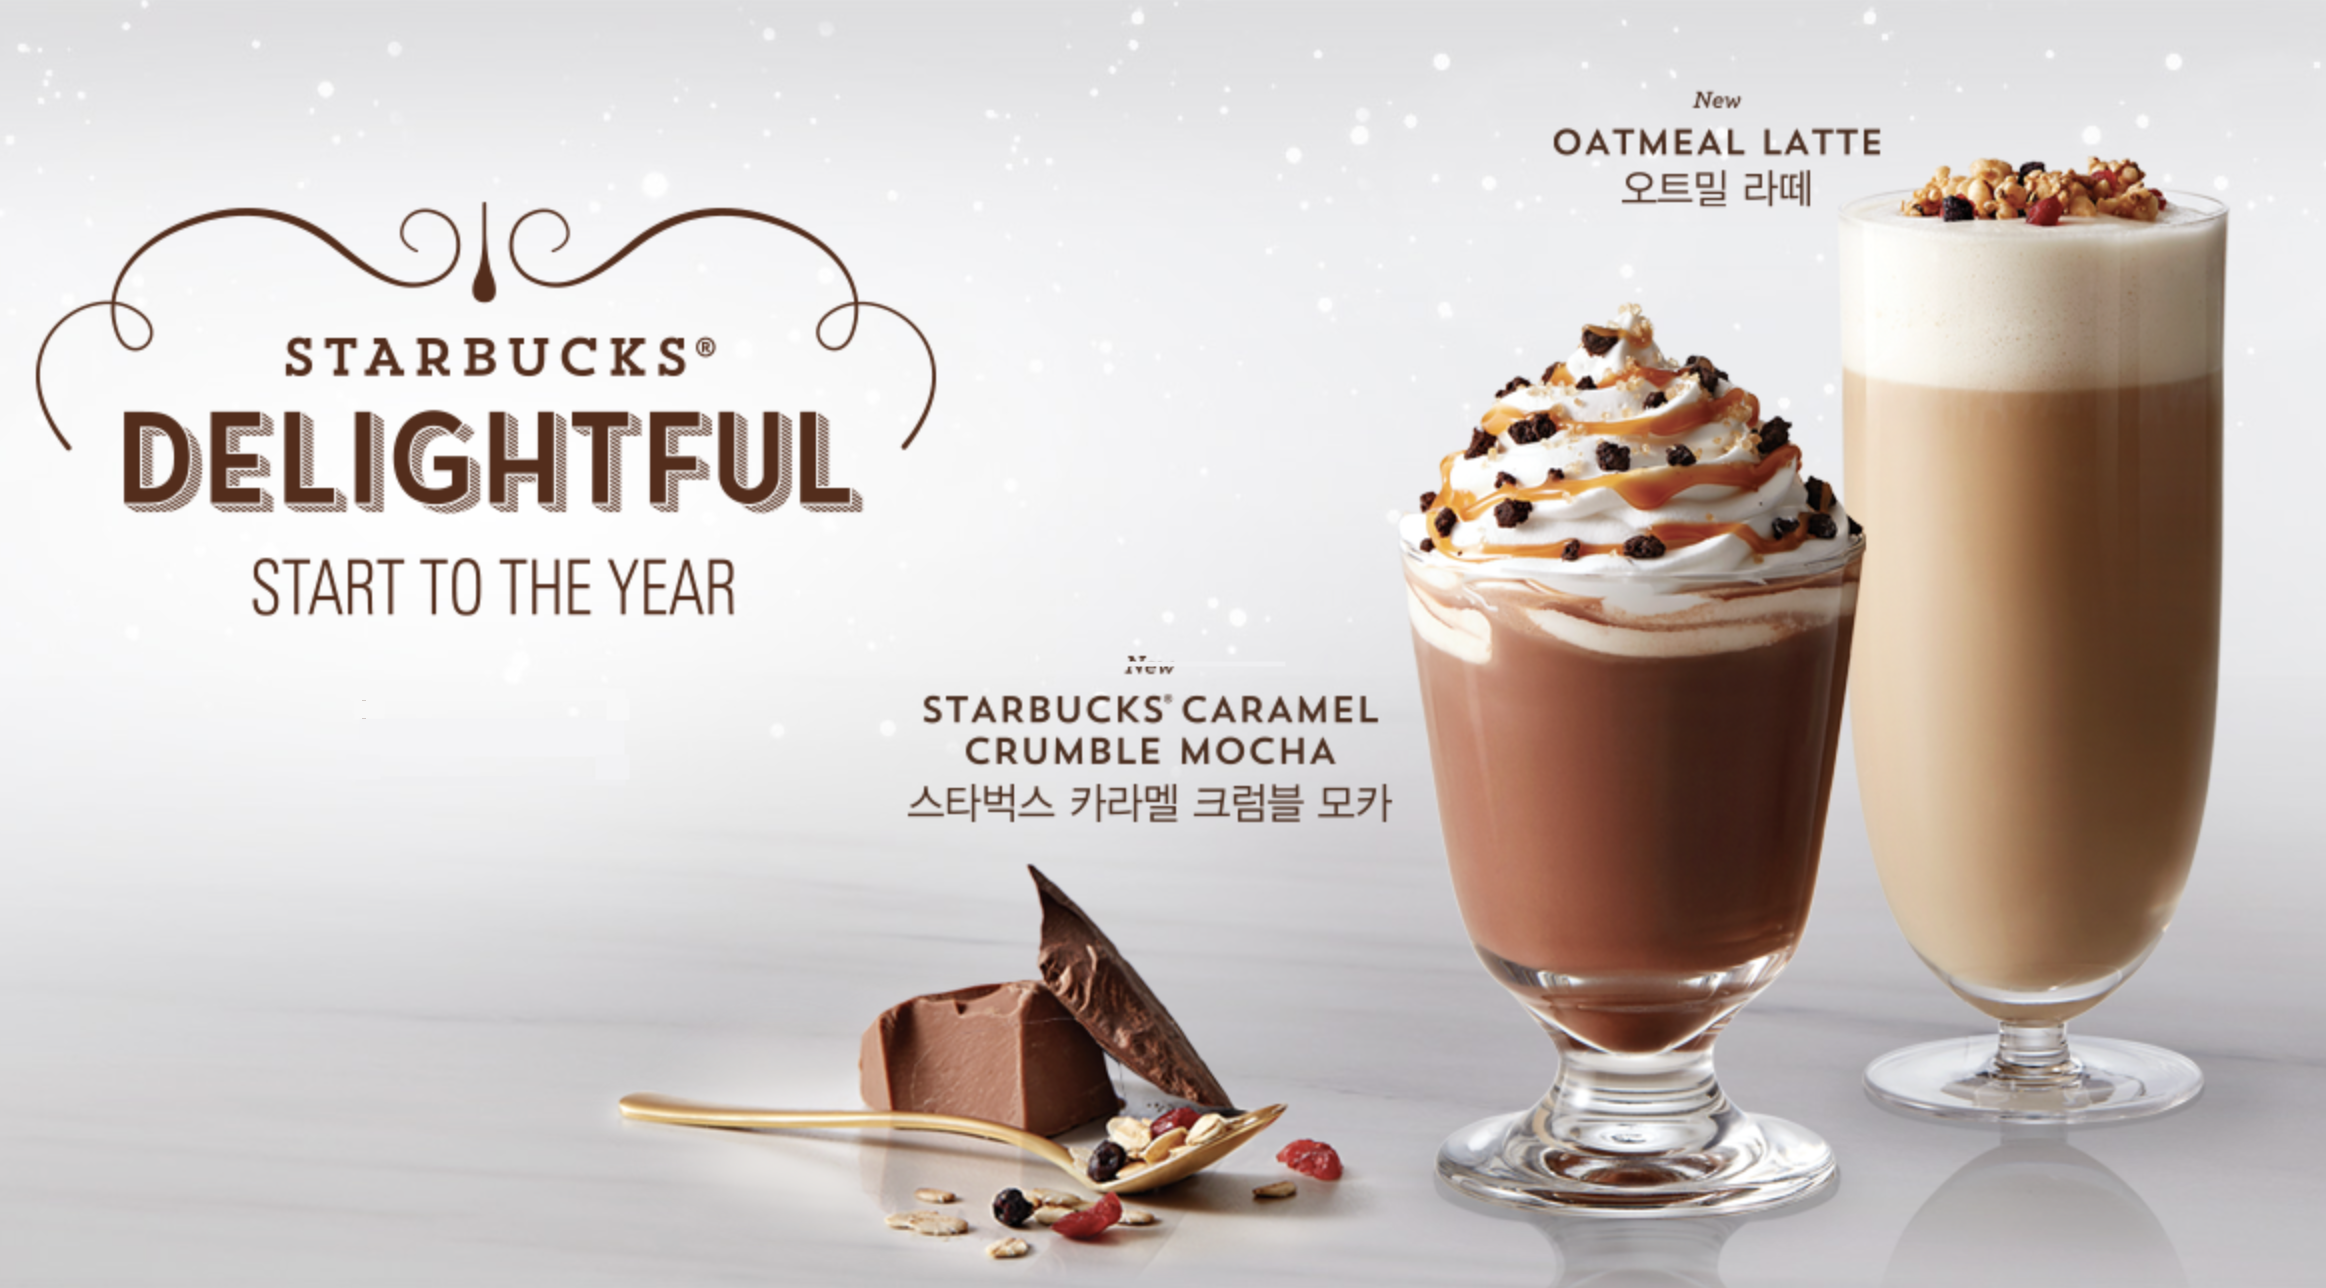 STARBUCKS®
DELIGHTFUL
START TO THE YEAR
New
OATMEAL LATTE
오트밀 라떼
New
STARBUCKS® CARAMEL
CRUMBLE MOCHA
스타벅스 카라멜 크럼블 모카